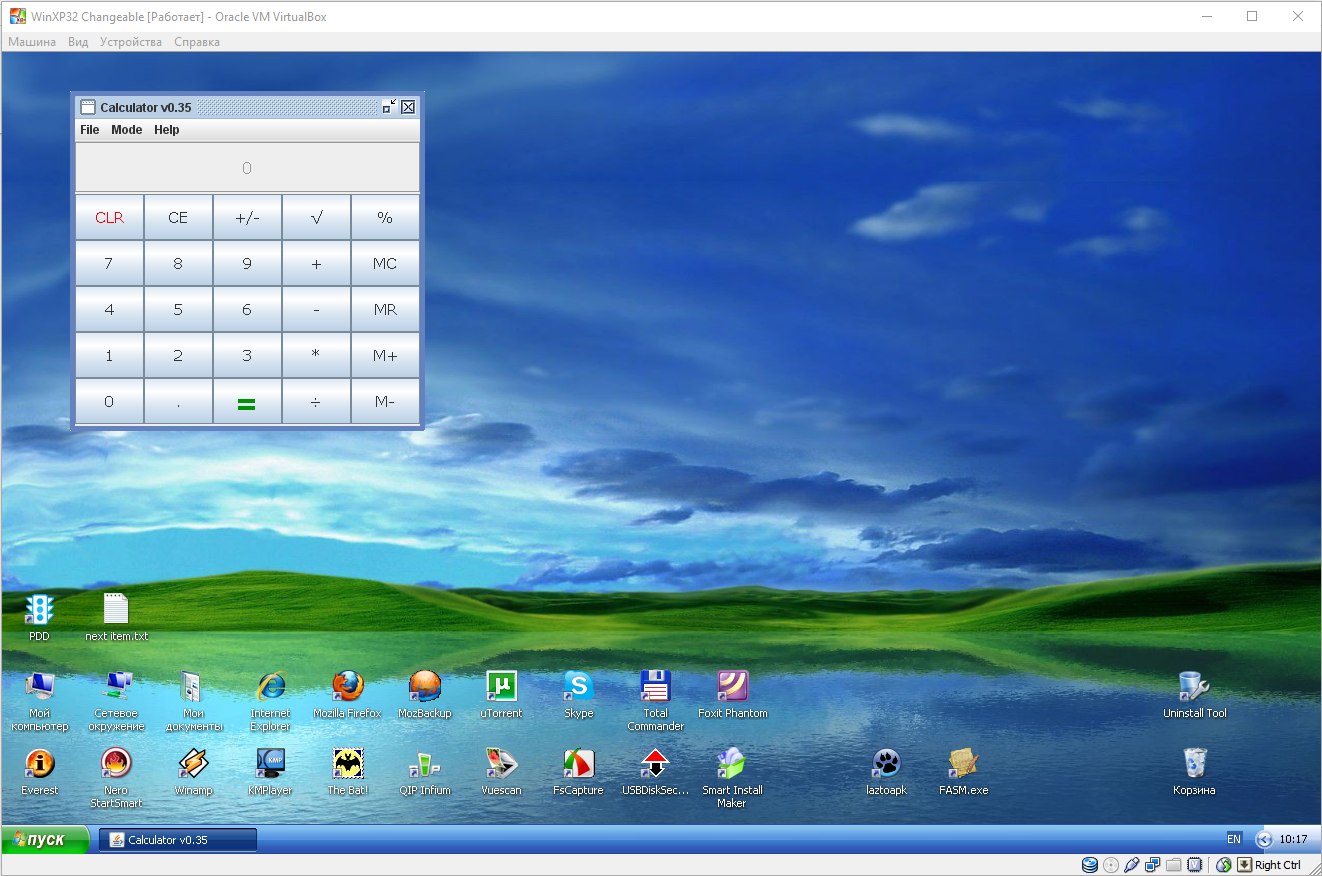 WinXP32 Changeable [Работает] - Oracle VM VirtualBox
Машина Вид Устройства Справка
Calculator v0.35
File Mode Help
0
CLR CE +/- √ %
7 8 9 + MC
4 5 6 - MR
1 2 3 * M+
0 . = ÷ M-
PDD next item.txt
Мой компьютер
Сетевое окружение
Мои документы
Internet Explorer
Mozilla Firefox
MozBackup
uTorrent
Skype
Total Commander
Foxit Phantom
Uninstall Tool
Everest
Nero StartSmart
Winamp
KMPlayer
The Bat!
QIP Infium
Vuescan
FsCapture
USBDiskSec...
Smart Install Maker
laztoapk
FASM.exe
Корзина
пуск
Calculator v0.35
EN
10:17
Right Ctrl